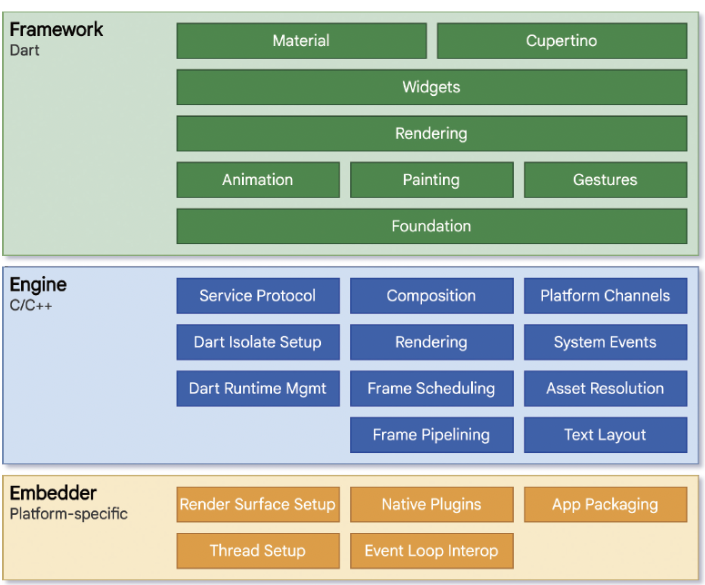 Framework
Dart
Material
Cupertino
Widgets
Rendering
Animation
Painting
Gestures
Foundation
Engine
C/C++
Service Protocol
Composition
Platform Channels
Dart Isolate Setup
Rendering
System Events
Dart Runtime Mgmt
Frame Scheduling
Asset Resolution
Frame Pipelining
Text Layout
Embedder
Platform-specific
Render Surface Setup
Native Plugins
App Packaging
Thread Setup
Event Loop Interop